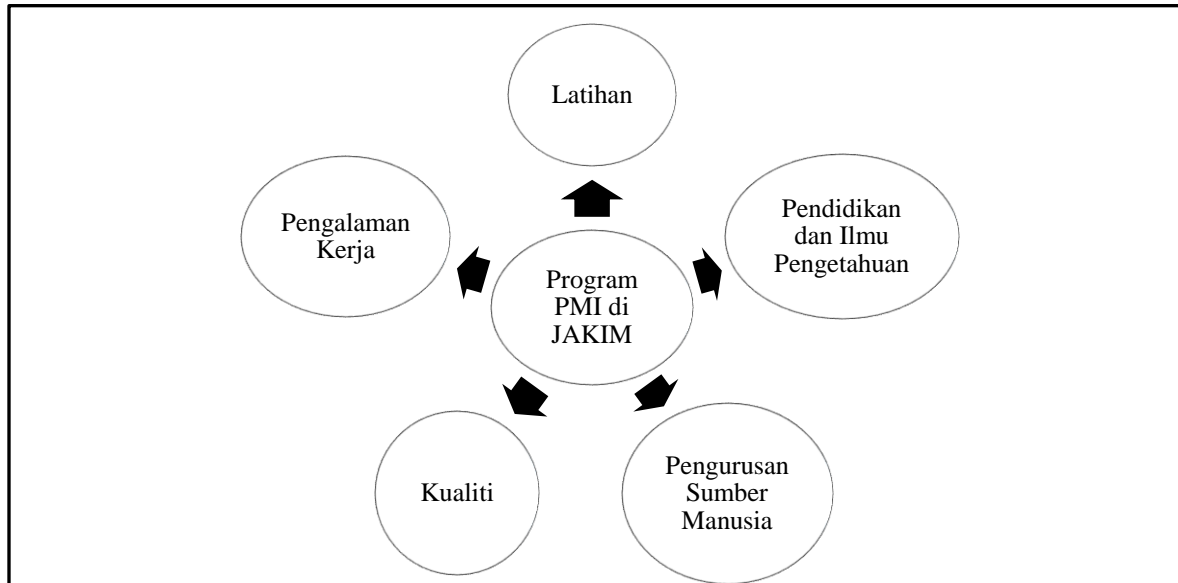 Latihan
Pengalaman
Kerja
Pendidikan
dan Ilmu
Pengetahuan
Program
PMI di
JAKIM
Kualiti
Pengurusan
Sumber
Manusia